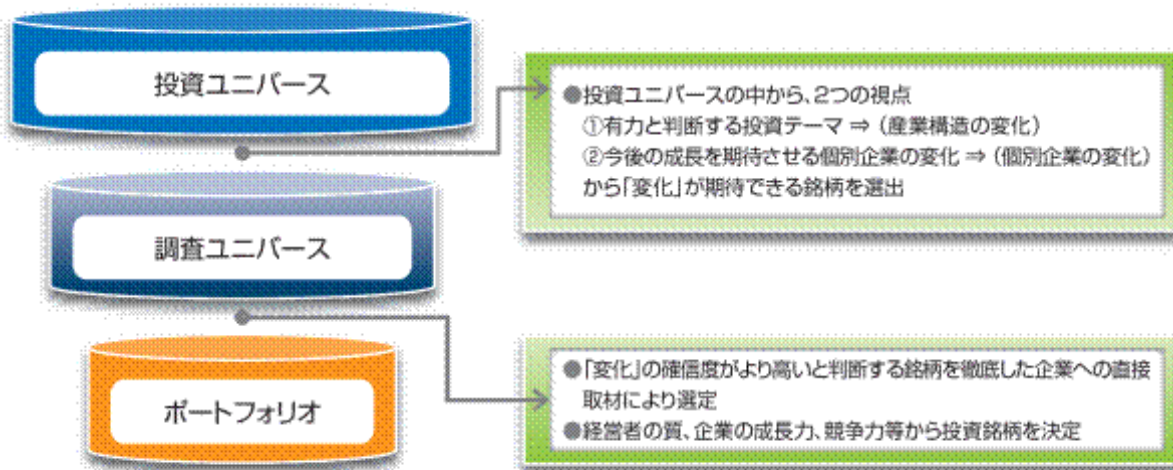 投資ユニバース
●投資ユニバースの中から、2つの視点
①有力と判断する投資テーマ ⇒ (産業構造の変化)
②今後の成長を期待させる個別企業の変化 ⇒ (個別企業の変化)
から「変化」が期待できる銘柄を選出
調査ユニバース
ポートフォリオ
●「変化」の確信度がより高いと判断する銘柄を徹底した企業への直接
取材により選定
●経営者の質、企業の成長力、競争力等から投資銘柄を決定